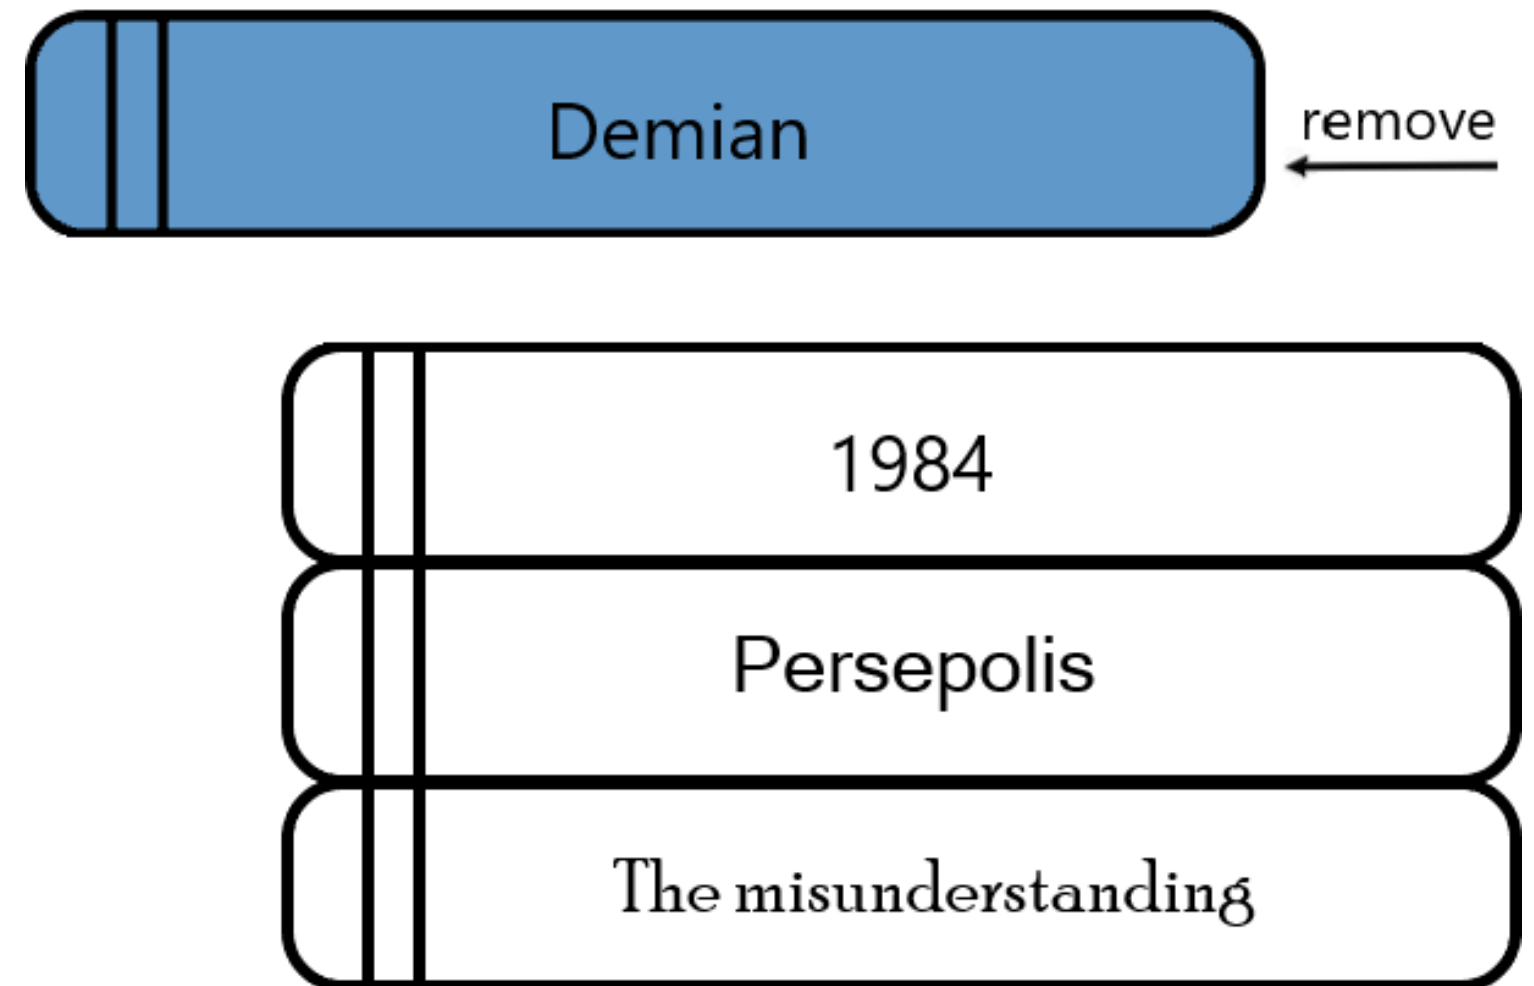 Demian
remove
1984
Persepolis
The misunderstanding